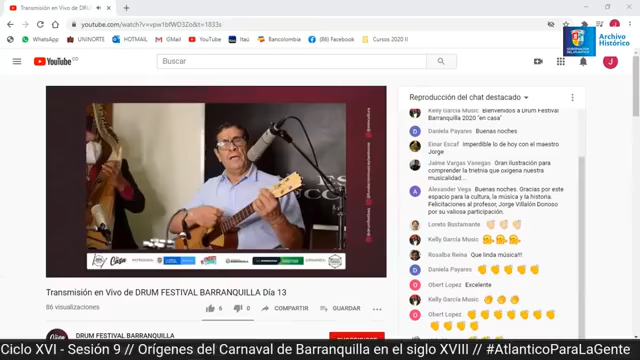 Transmisión en Vivo de DRUM
youtube.com/watch?v=vpw1bfWD3Zo&t=1833s
WhatsApp
UNINORTE
HOTMAIL
GMail
YouTube
Itaú
Bancolombia
(86) Facebook
Cursos 2020 II
Archivo
Histórico
YouTube CO
Buscar
J
Reproducción del chat destacado
Kelly García Music Bienvenidos a Drum Festival
Barranquilla 2020 "en casa"
Daniela Payares Buenas noches
Einar Escaf Imperdible lo de hoy con el maestro
Jorge
Jaime Vargas Vanegas Gran ilustración para
comprender la trietnia que oxigena nuestra
musicalidad...
Alexander Vega Buenas noches. Gracias por este
espacio para la cultura, la música y la historia.
Felicitaciones al profesor, Jorge Villalón Donoso
por su valiosa participación.
Loreto Bustamante
Kelly García Music
Rosalba Reina Que linda música!!!
Daniela Payares
Obert Lopez Excelente
Kelly García Music
Obert Lopez
Transmisión en Vivo de DRUM FESTIVAL BARRANQUILLA Día 13
86 visualizaciones
6
0
COMPARTIR
GUARDAR
DRUM FESTIVAL BARRANQUILLA
Ciclo XVI - Sesión 9 // Orígenes del Carnaval de Barranquilla en el siglo XVIII // #AtlanticoParaLaGente